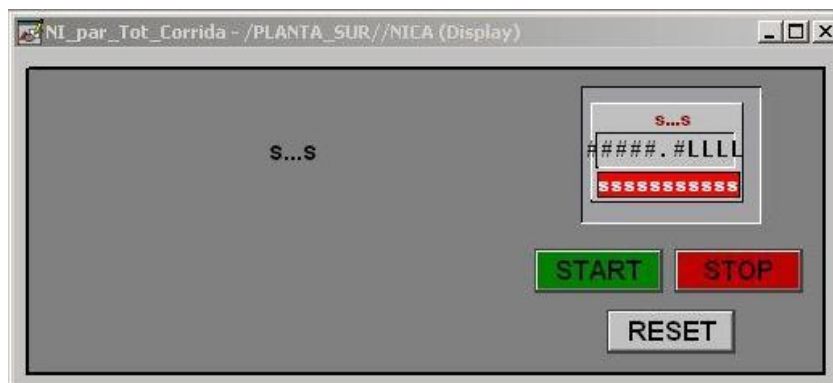 NI_par_Tot_Corrida - /PLANTA_SUR//NICA (Display)
s...s
s...s
#####.#LLLL
sssssssssss
START STOP
RESET